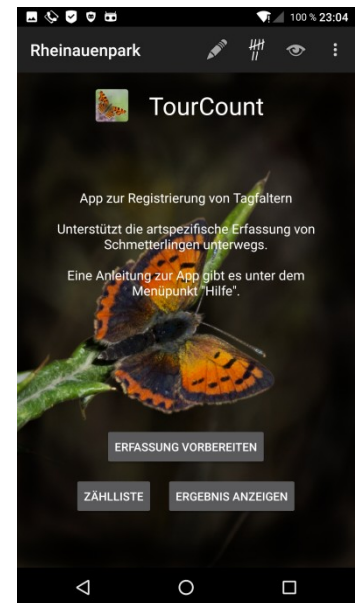 100 % 23:04
Rheinauenpark
TourCount
App zur Registrierung von Tagfaltern
Unterstützt die artspezifische Erfassung von
Schmetterlingen unterwegs.
Eine Anleitung zur App gibt es unter dem
Menüpunkt "Hilfe".
ERFASSUNG VORBEREITEN
ZÄHLLISTE ERGEBNIS ANZEIGEN